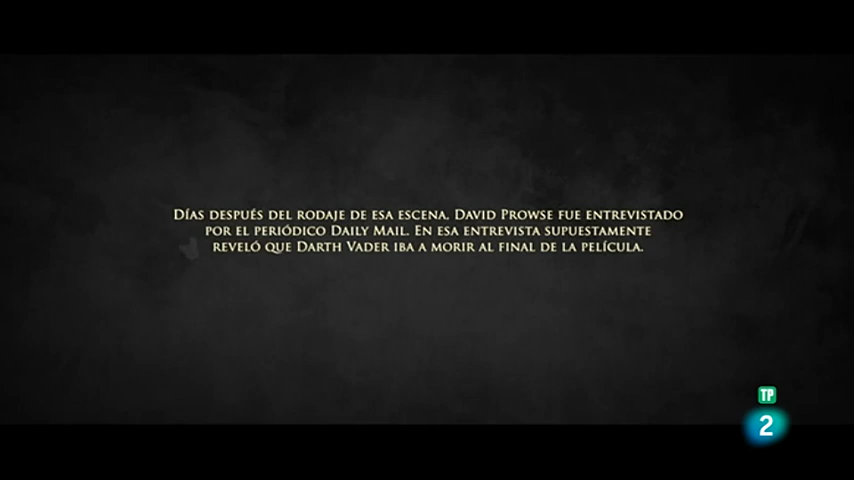 Días después del rodaje de esa escena, David Prowse fue entrevistado
por el periódico Daily Mail. En esa entrevista supuestamente
reveló que Darth Vader iba a morir al final de la película.
TP
2